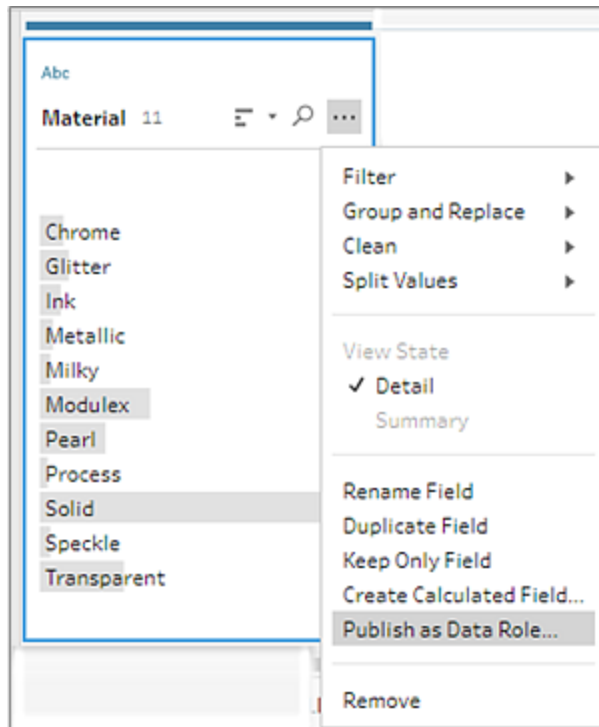 Abc
Material 11
Chrome
Glitter
Ink
Metallic
Milky
Modulex
Pearl
Process
Solid
Speckle
Transparent
Filter
Group and Replace
Clean
Split Values
View State
✓ Detail
Summary
Rename Field
Duplicate Field
Keep Only Field
Create Calculated Field...
Publish as Data Role...
Remove